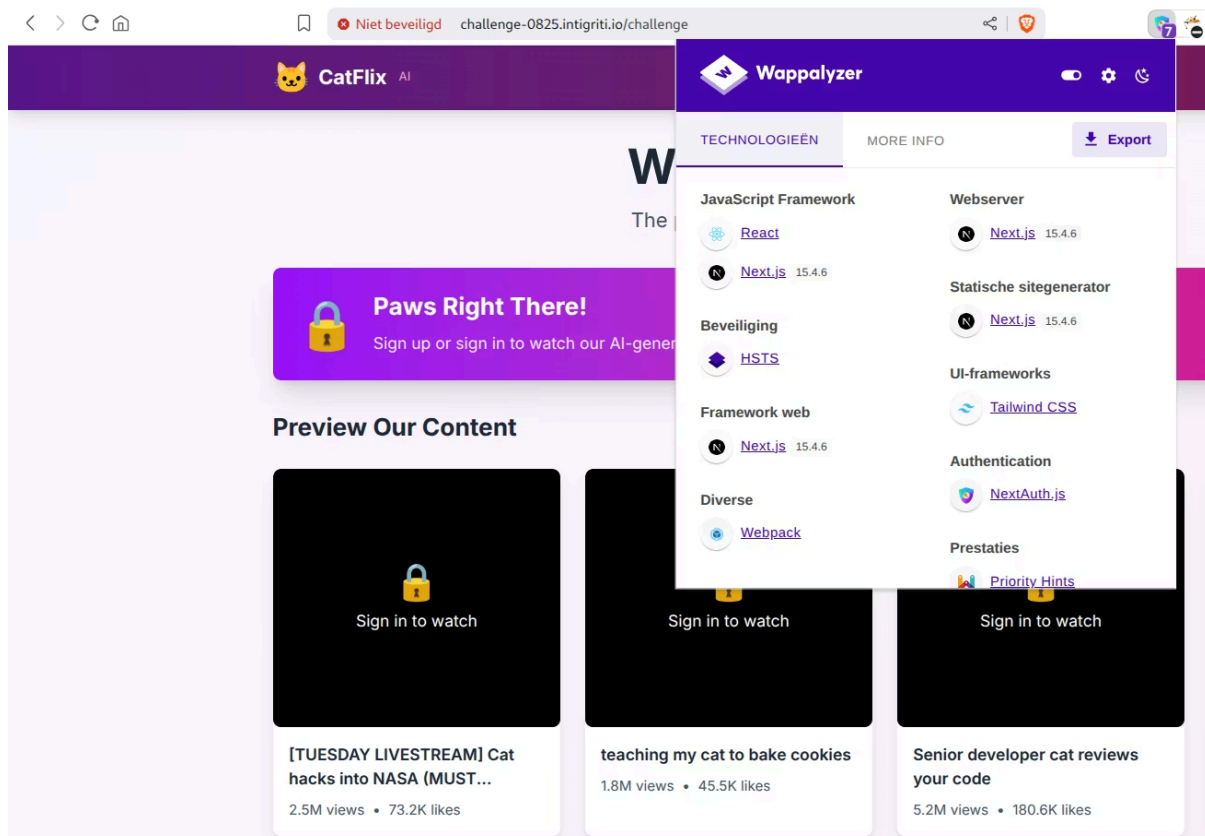 Niet beveiligd challenge-0825.intigriti.io/challenge
7
CatFlix AI
W
The
Paws Right There!
Sign up or sign in to watch our AI-gener
Preview Our Content
Sign in to watch
Sign in to watch
Sign in to watch
[TUESDAY LIVESTREAM] Cat
hacks into NASA (MUST...
2.5M views • 73.2K likes
teaching my cat to bake cookies
1.8M views • 45.5K likes
Senior developer cat reviews
your code
5.2M views • 180.6K likes
W Wappalyzer
TECHNOLOGIEËN
MORE INFO
Export
JavaScript Framework
React
N Next.js 15.4.6
Beveiliging
HSTS
Framework web
N Next.js 15.4.6
Diverse
Webpack
Webserver
N Next.js 15.4.6
Statische sitegenerator
N Next.js 15.4.6
UI-frameworks
Tailwind CSS
Authentication
NextAuth.js
Prestaties
Priority Hints